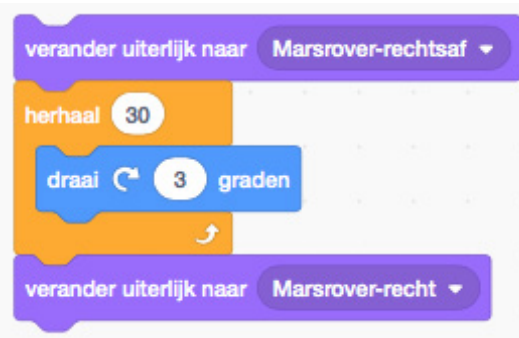 verander uiterlijk naar Marsrover-rechtsaf
herhaal 30
draai 3 graden
verander uiterlijk naar Marsrover-recht